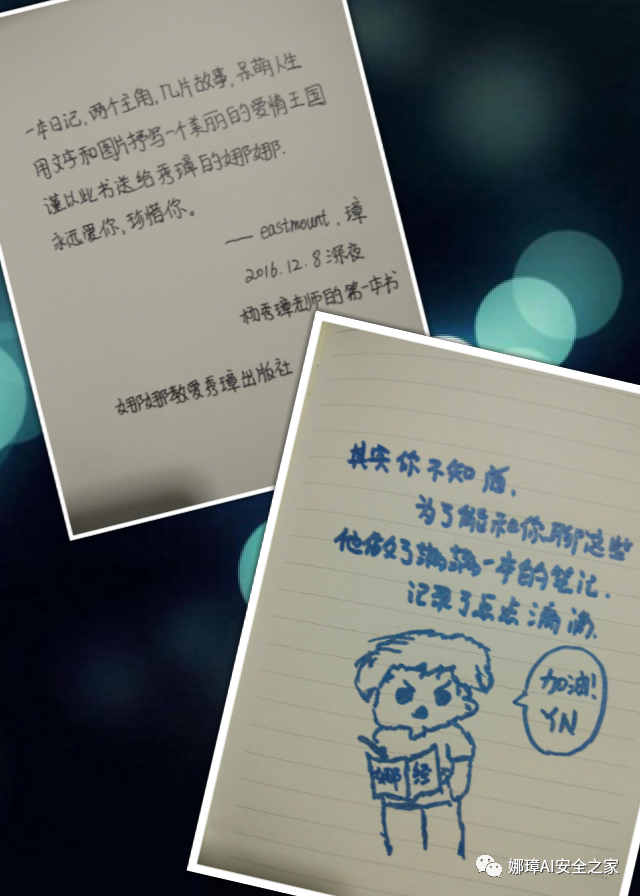 一本日记,两个主角,几片故事,呆萌人生
用文字和图片抒写一个美丽的爱情王国
谨以此书送给秀璋的娜娜.
永远爱你,珍惜你。
—— eastmount.璋
2016.12.8 深夜
杨秀璋老师的第一本书
娜娜教爱秀璋出版社
其实你不知道,
为了能和你聊这些
他做了满满一本的笔记.
记录了点点滴滴.
加油!
YN
娜 经
娜璋AI安全之家